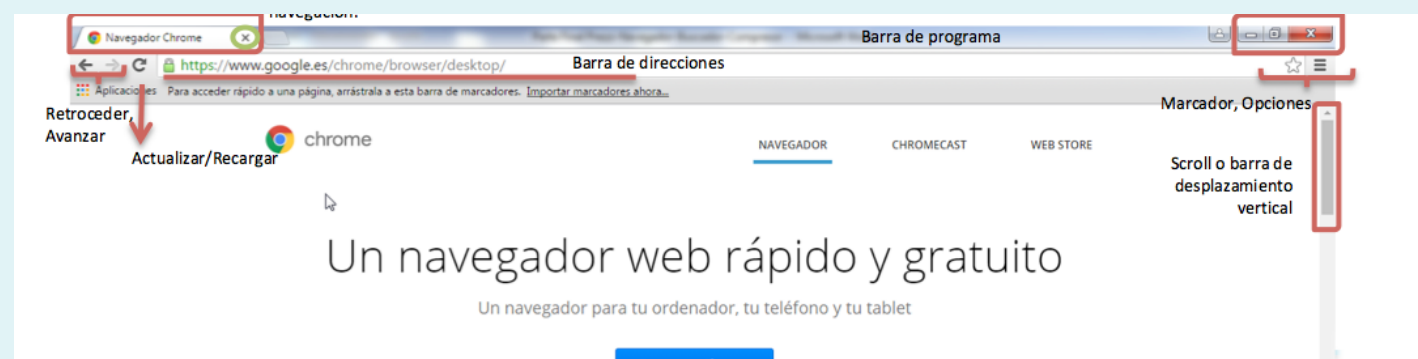 navegación.
Navegador Chrome
Barra de programa
https://www.google.es/chrome/browser/desktop/
Barra de direcciones
Aplicaciones Para acceder rápido a una página, arrástrala a esta barra de marcadores. Importar marcadores ahora...
Marcador, Opciones
Retroceder,
Avanzar
Actualizar/Recargar
chrome
NAVEGADOR CHROMECAST WEB STORE
Scroll o barra de
desplazamiento
vertical
Un navegador web rápido y gratuito
Un navegador para tu ordenador, tu teléfono y tu tablet